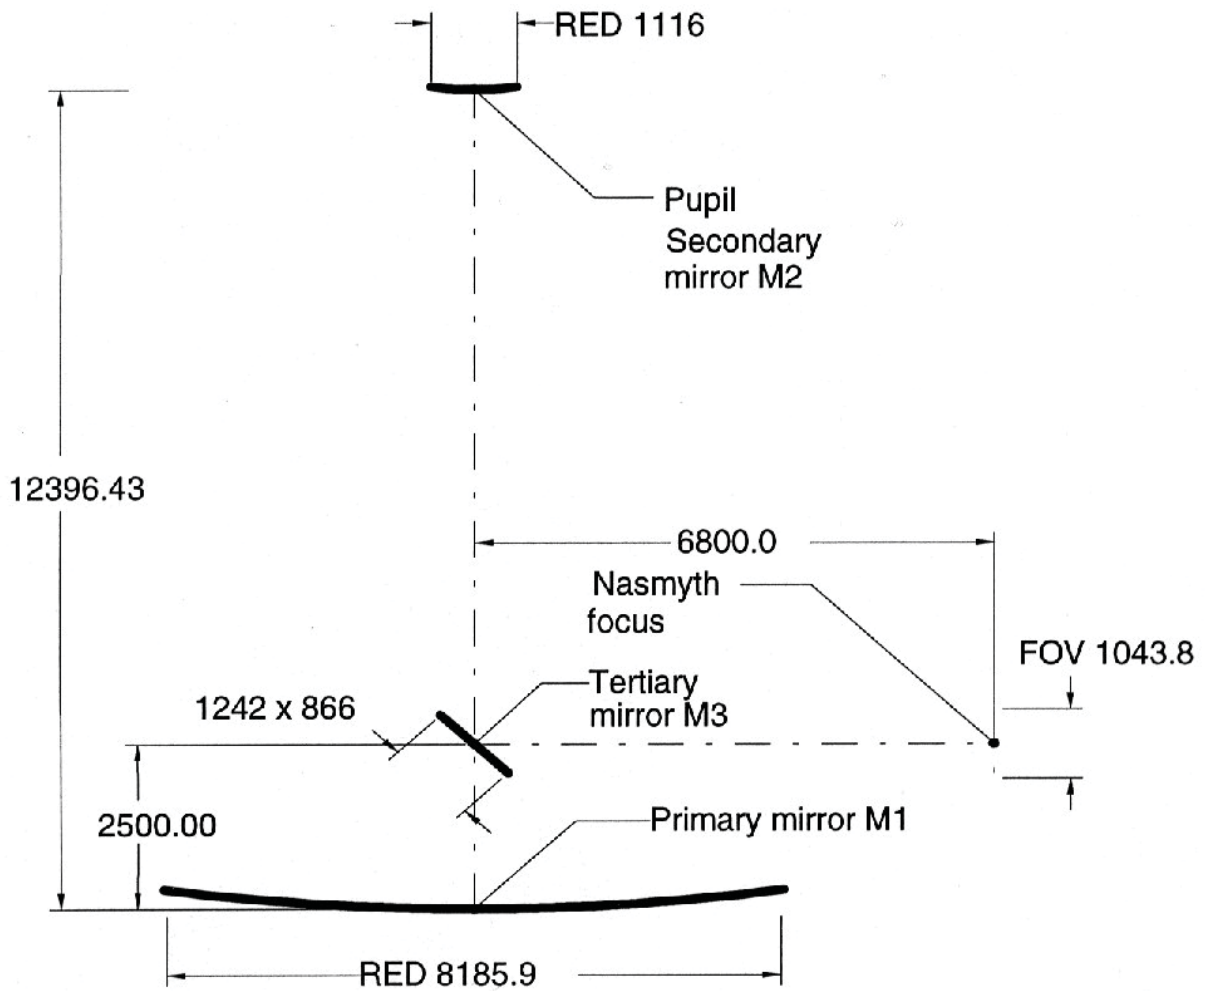 RED 1116
Pupil
Secondary
mirror M2
12396.43
6800.0
Nasmyth
focus
FOV 1043.8
Tertiary
mirror M3
1242 x 866
2500.00
Primary mirror M1
RED 8185.9